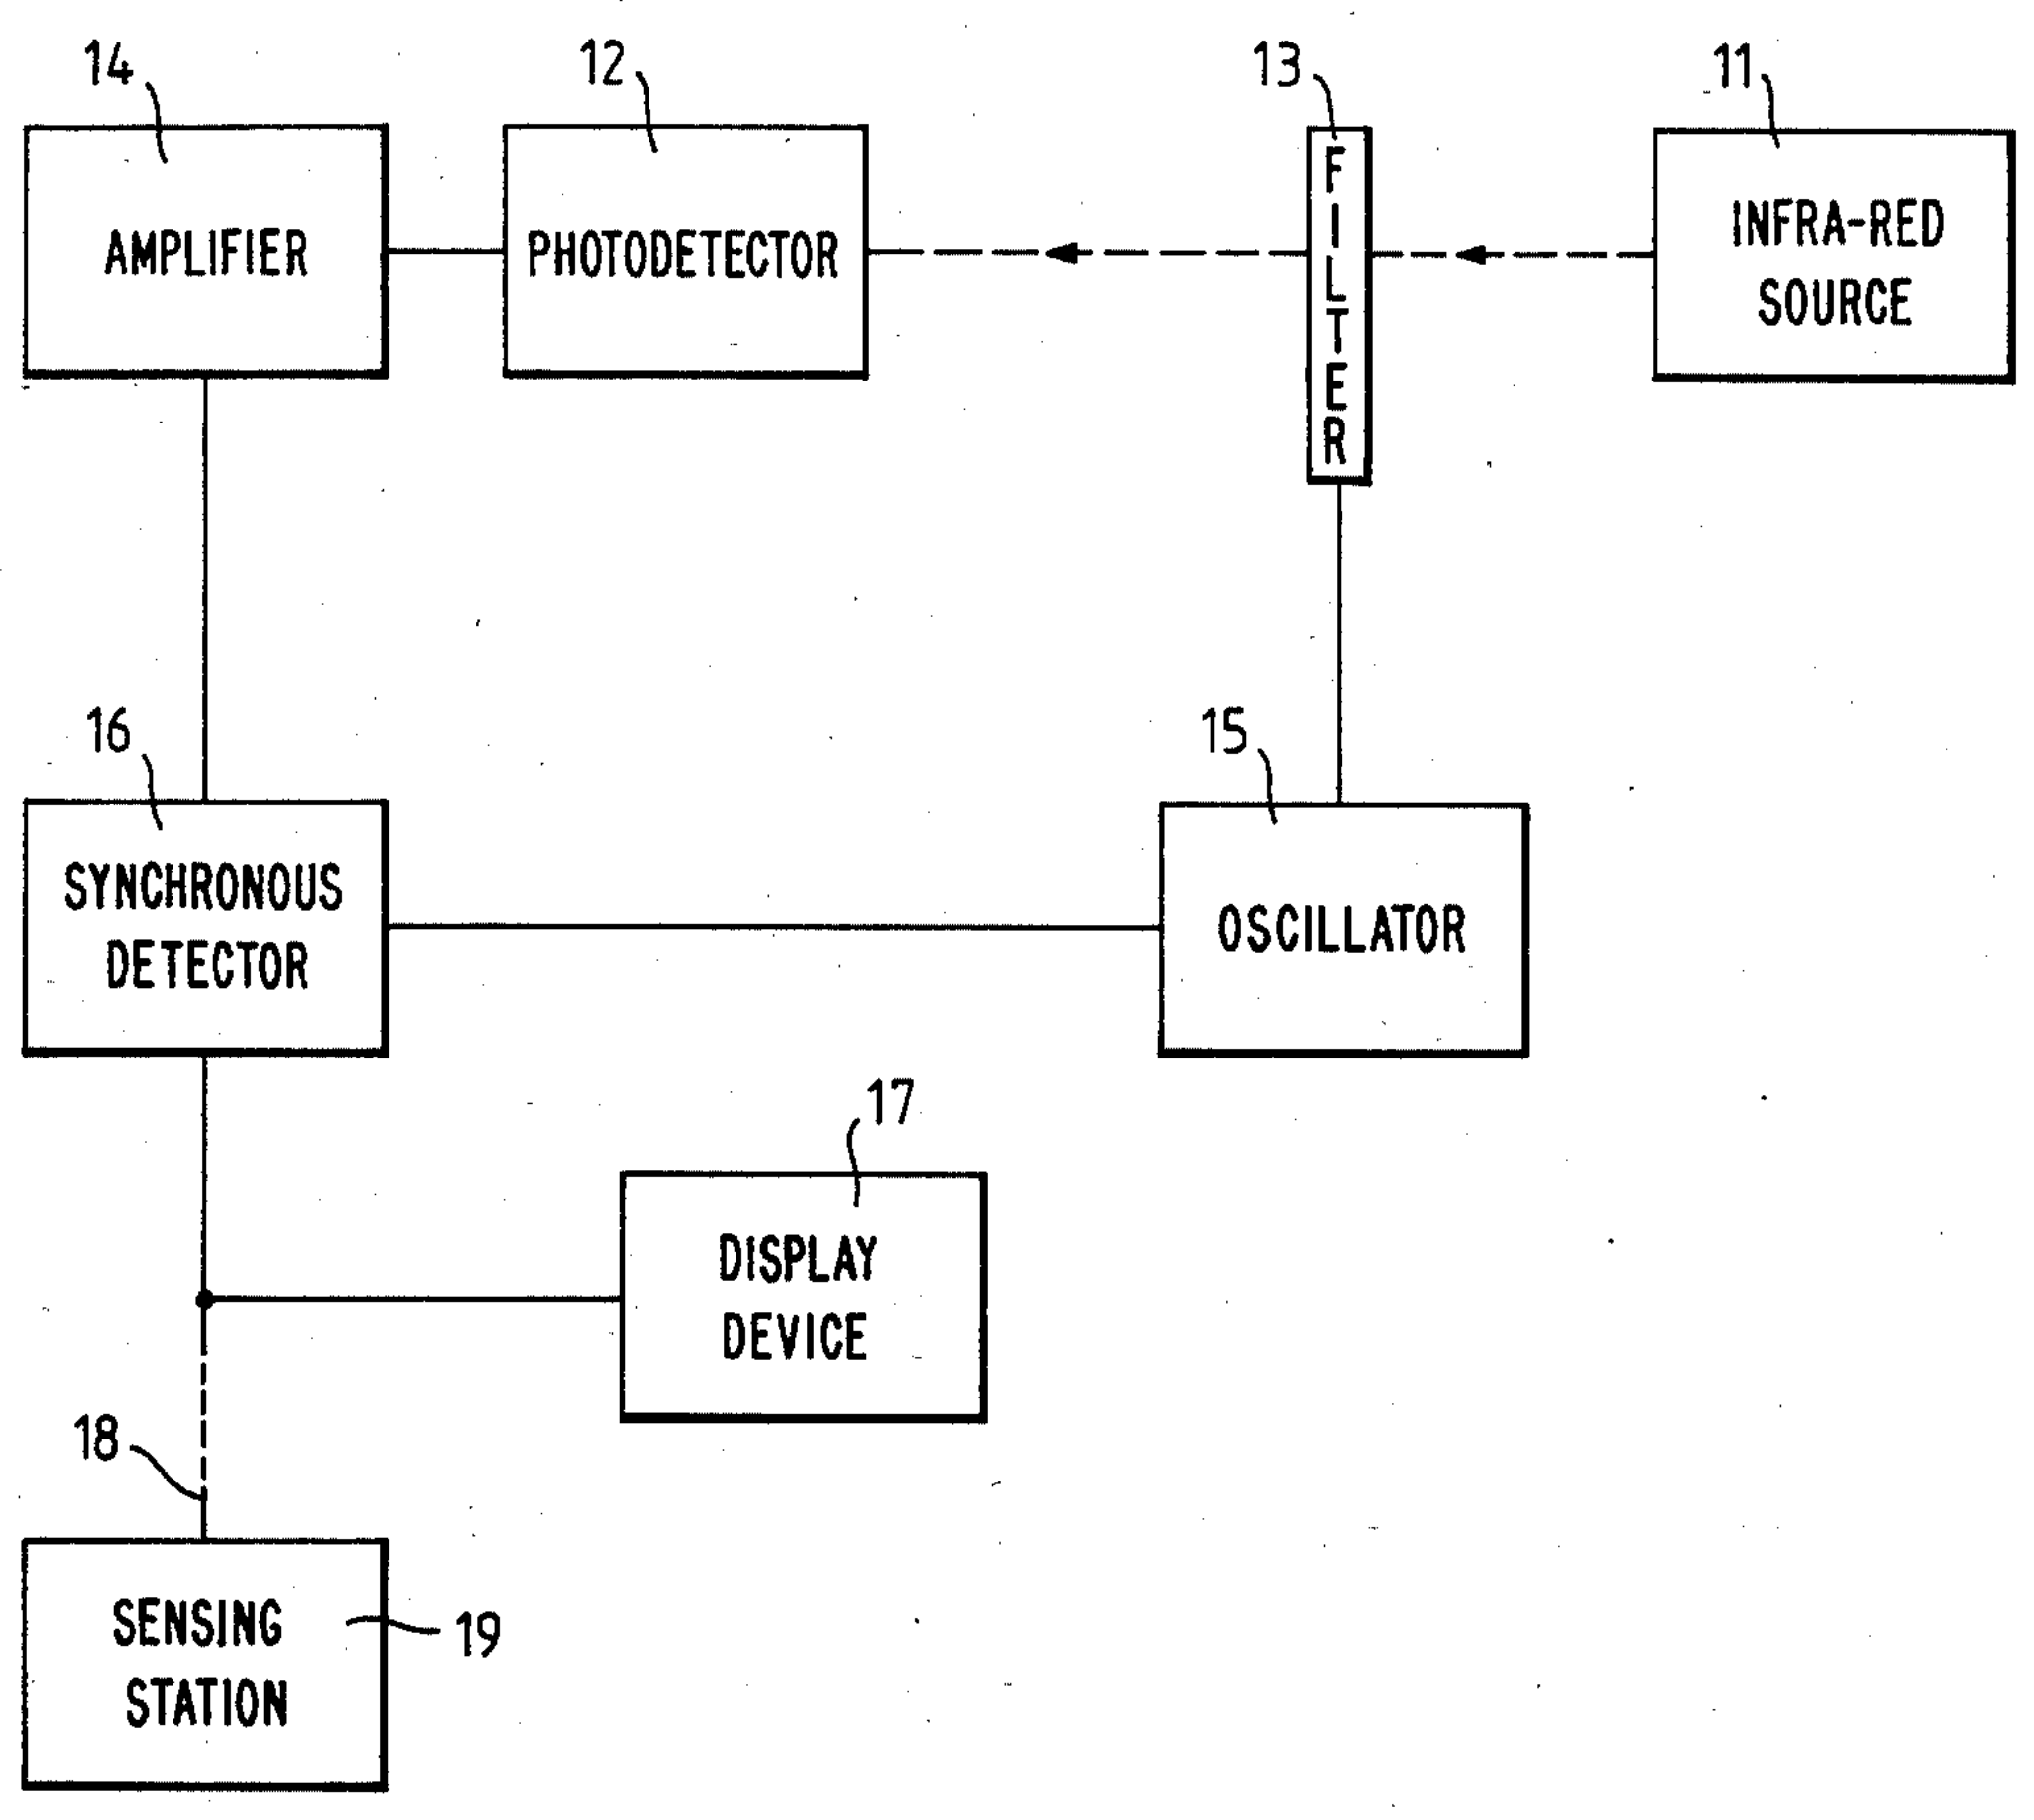 14
12
13
11
AMPLIFIER
PHOTODETECTOR
FILTER
INFRA-RED
SOURCE
16
15
SYNCHRONOUS
DETECTOR
OSCILLATOR
17
DISPLAY
DEVICE
18
SENSING
STATION
19